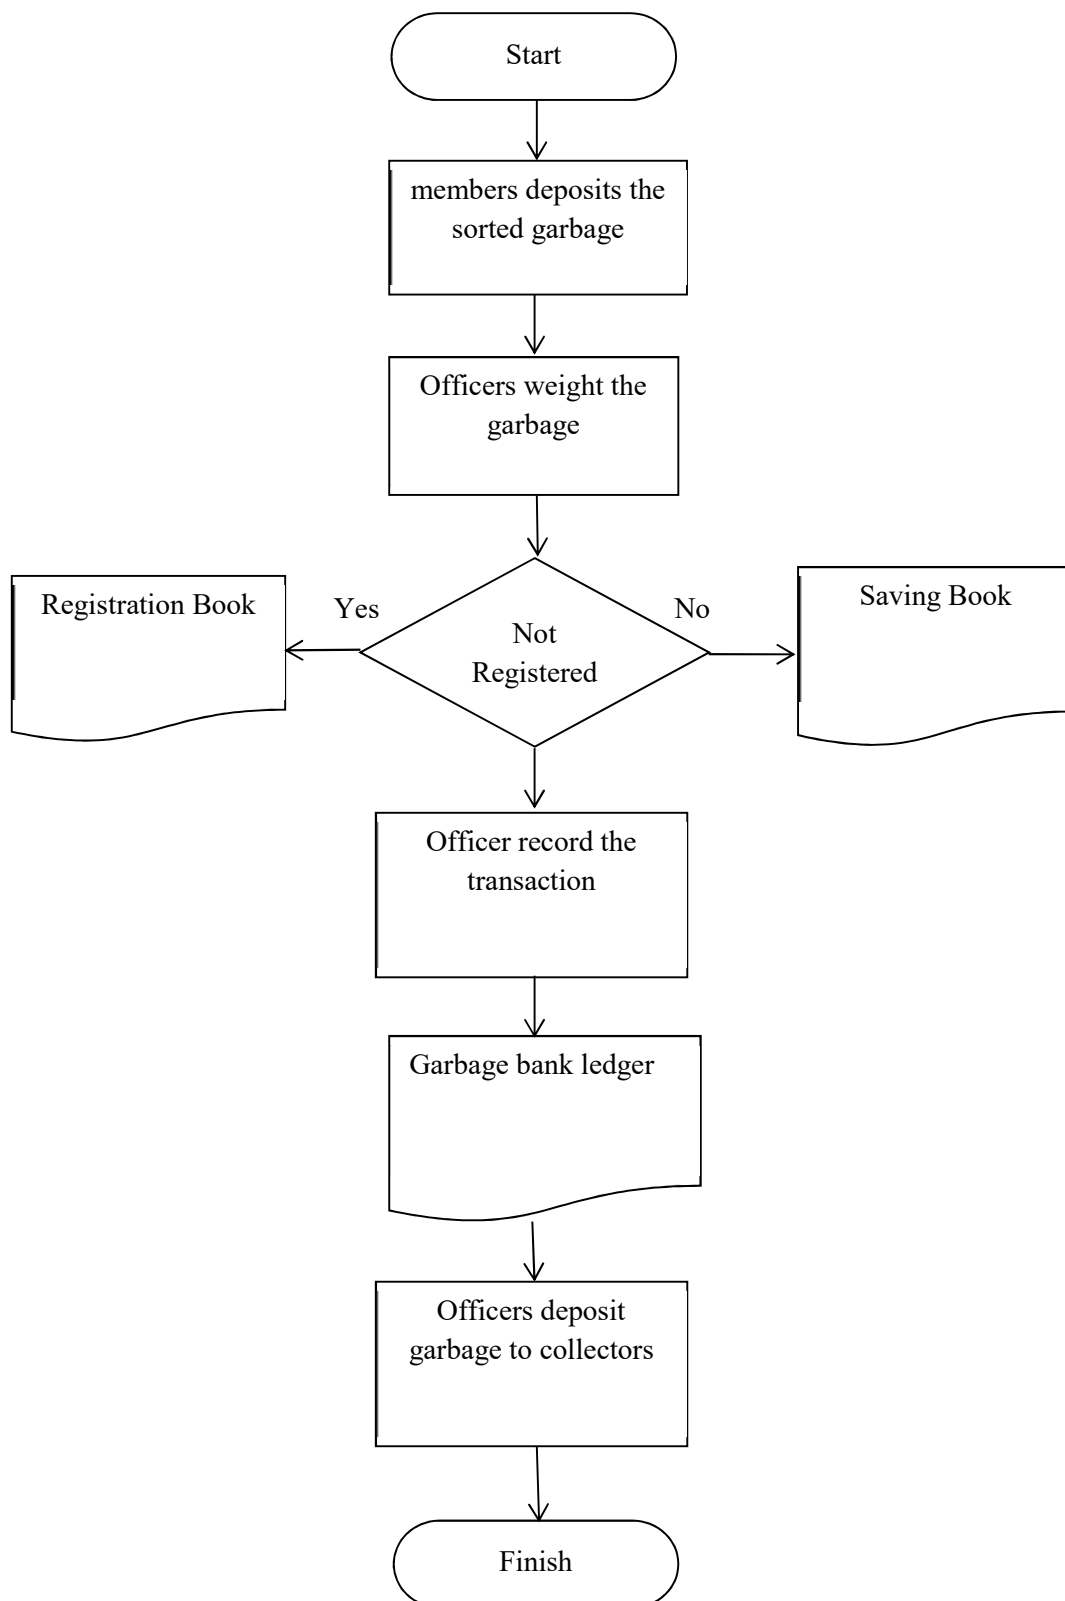 Start
members deposits the
sorted garbage
Officers weight the
garbage
Registration Book
Yes
Not
Registered
No
Saving Book
Officer record the
transaction
Garbage bank ledger
Officers deposit
garbage to collectors
Finish